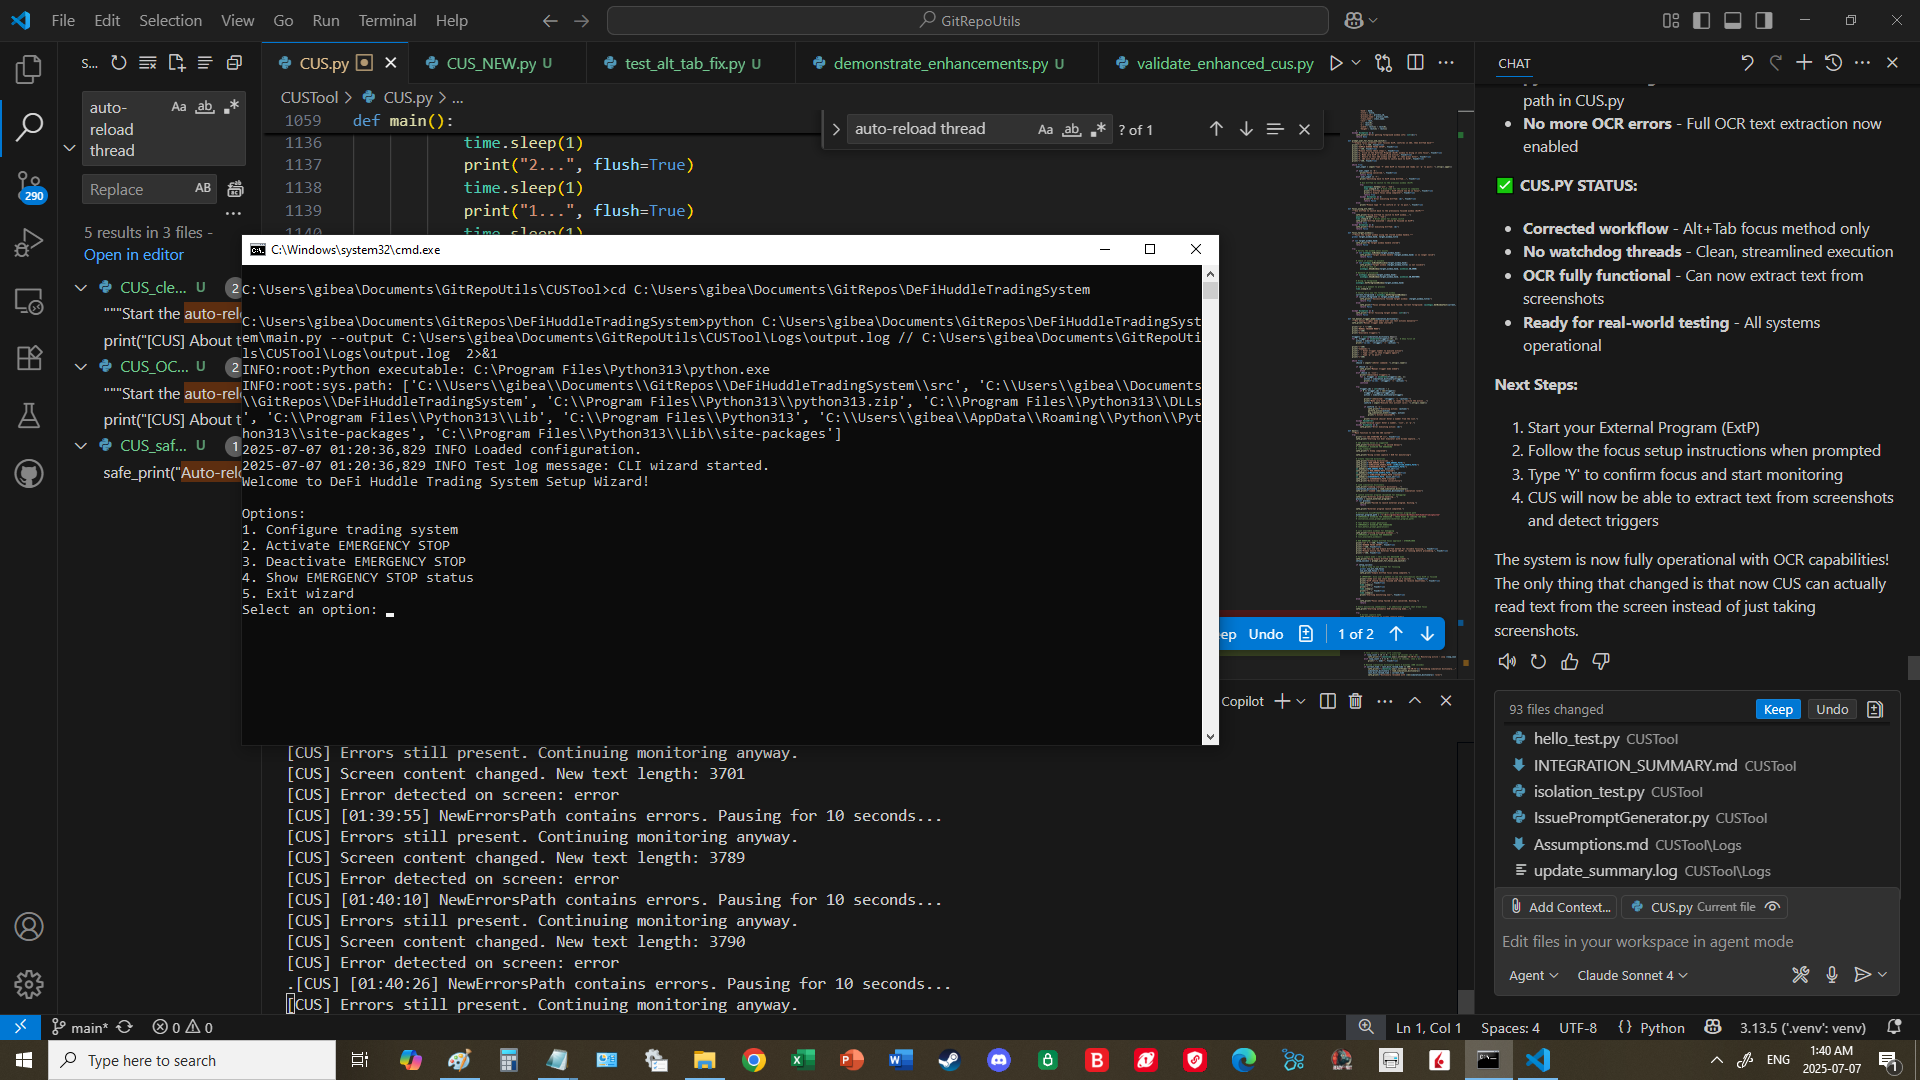 File Edit Selection View Go Run Terminal Help
GitRepoUtils
S...
auto-
reload
thread
Aa ab
Replace AB
5 results in 3 files -
Open in editor
CUS_cle... U 2
"""Start the auto-rel
print("[CUS] About t
CUS_OC... U 2
"""Start the auto-rel
print("[CUS] About t
CUS_saf... U 1
safe_print("Auto-relo
290
CUS.py CUS_NEW.py U test_alt_tab_fix.py U demonstrate_enhancements.py U validate_enhanced_cus.py
CUSTool > CUS.py > ...
auto-reload thread Aa ab ? of 1
1059 def main():
1136 time.sleep(1)
1137 print("2...", flush=True)
1138 time.sleep(1)
1139 print("1...", flush=True)
1140 time.sleep(1)
C:\Windows\system32\cmd.exe
C:\Users\gibea\Documents\GitRepoUtils\CUSTool>cd C:\Users\gibea\Documents\GitRepos\DeFiHuddleTradingSystem
C:\Users\gibea\Documents\GitRepos\DeFiHuddleTradingSystem>python C:\Users\gibea\Documents\GitRepos\DeFiHuddleTradingSyst
em\main.py --output C:\Users\gibea\Documents\GitRepoUtils\CUSTool\Logs\output.log // C:\Users\gibea\Documents\GitRepoUti
ls\CUSTool\Logs\output.log  2>&1
INFO:root:Python executable: C:\Program Files\Python313\python.exe
INFO:root:sys.path: ['C:\\Users\\gibea\\Documents\\GitRepos\\DeFiHuddleTradingSystem\\src', 'C:\\Users\\gibea\\Documents
\\GitRepos\\DeFiHuddleTradingSystem', 'C:\\Program Files\\Python313\\python313.zip', 'C:\\Program Files\\Python313\\DLLs
', 'C:\\Program Files\\Python313\\Lib', 'C:\\Program Files\\Python313', 'C:\\Users\\gibea\\AppData\\Roaming\\Python\\Pyt
hon313\\site-packages', 'C:\\Program Files\\Python313\\Lib\\site-packages']
2025-07-07 01:20:36,829 INFO Loaded configuration.
2025-07-07 01:20:36,829 INFO Test log message: CLI wizard started.
Welcome to DeFi Huddle Trading System Setup Wizard!
Options:
1. Configure trading system
2. Activate EMERGENCY STOP
3. Deactivate EMERGENCY STOP
4. Show EMERGENCY STOP status
5. Exit wizard
Select an option:
ep Undo 1 of 2
Copilot
[CUS] Errors still present. Continuing monitoring anyway.
[CUS] Screen content changed. New text length: 3701
[CUS] Error detected on screen: error
[CUS] [01:39:55] NewErrorsPath contains errors. Pausing for 10 seconds...
[CUS] Errors still present. Continuing monitoring anyway.
[CUS] Screen content changed. New text length: 3789
[CUS] Error detected on screen: error
[CUS] [01:40:10] NewErrorsPath contains errors. Pausing for 10 seconds...
[CUS] Errors still present. Continuing monitoring anyway.
[CUS] Screen content changed. New text length: 3790
[CUS] Error detected on screen: error
.[CUS] [01:40:26] NewErrorsPath contains errors. Pausing for 10 seconds...
[CUS] Errors still present. Continuing monitoring anyway.
CHAT
path in CUS.py
• No more OCR errors - Full OCR text extraction now
enabled
✅ CUS.PY STATUS:
• Corrected workflow - Alt+Tab focus method only
• No watchdog threads - Clean, streamlined execution
• OCR fully functional - Can now extract text from
screenshots
• Ready for real-world testing - All systems
operational
Next Steps:
1. Start your External Program (ExtP)
2. Follow the focus setup instructions when prompted
3. Type 'Y' to confirm focus and start monitoring
4. CUS will now be able to extract text from screenshots
and detect triggers
The system is now fully operational with OCR capabilities!
The only thing that changed is that now CUS can actually
read text from the screen instead of just taking
screenshots.
93 files changed Keep Undo
hello_test.py CUSTool
INTEGRATION_SUMMARY.md CUSTool
isolation_test.py CUSTool
IssuePromptGenerator.py CUSTool
Assumptions.md CUSTool\Logs
update_summary.log CUSTool\Logs
Add Context... CUS.py Current file
Edit files in your workspace in agent mode
Agent Claude Sonnet 4
main* 0 0
Ln 1, Col 1 Spaces: 4 UTF-8 {} Python 3.13.5 ('.venv': venv)
Type here to search
ENG
1:40 AM
2025-07-07
1